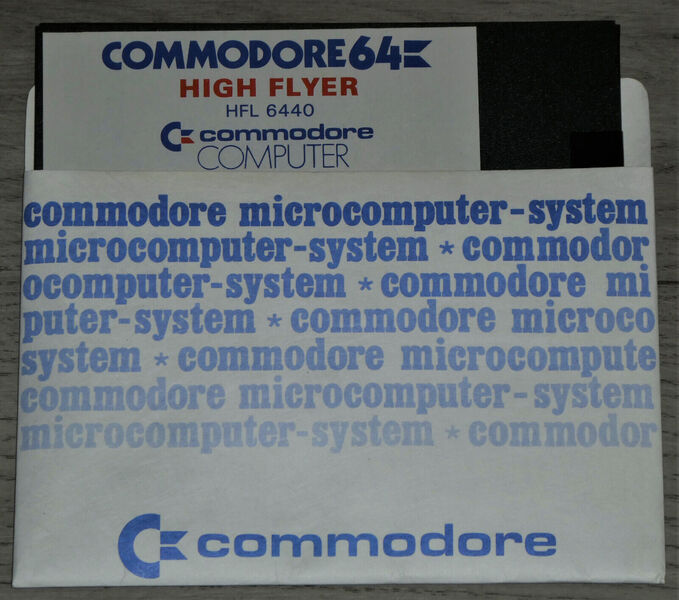 COMMODORE 64
HIGH FLYER
HFL 6440
commodore
COMPUTER
commodore microcomputer-system
microcomputer-system * commodor
ocomputer-system * commodore mi
puter-system * commodore microco
system * commodore microcompute
commodore microcomputer-system
microcomputer-system * commodor
commodore